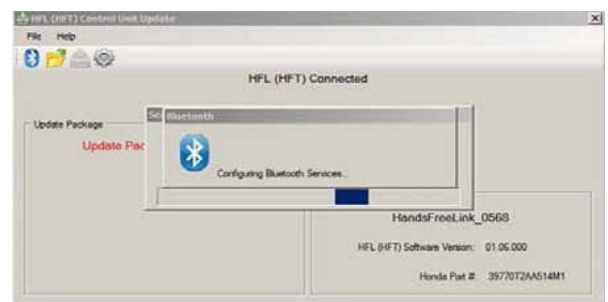 HFL (HFT) Control Unit Update
File Help
HFL (HFT) Connected
Update Package
Bluetooth
Update Pac
Configuring Bluetooth Services...
HandsFreeLink_0568
HFL (HFT) Software Version: 01.06.000
Honda Part #: 39770T2AA514M1